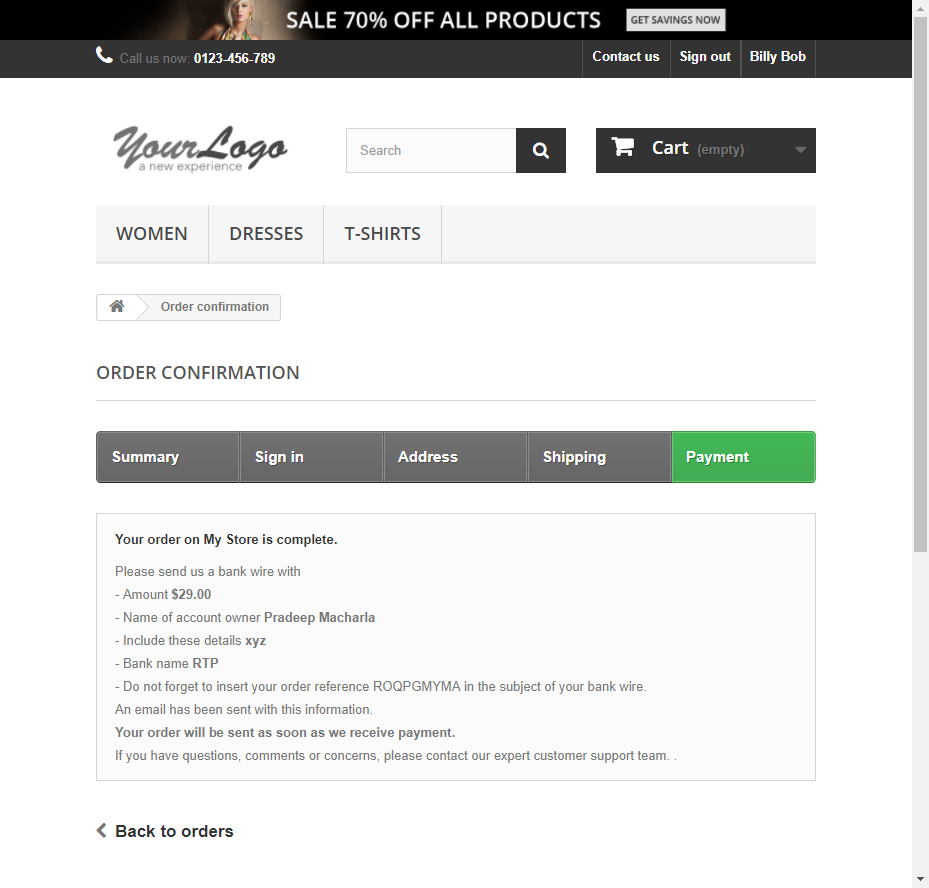 SALE 70% OFF ALL PRODUCTS GET SAVINGS NOW
Call us now: 0123-456-789 Contact us Sign out Billy Bob
YourLogo
a new experience
Search
Cart (empty)
WOMEN DRESSES T-SHIRTS
Order confirmation
ORDER CONFIRMATION
Summary Sign in Address Shipping Payment
Your order on My Store is complete.
Please send us a bank wire with
- Amount $29.00
- Name of account owner Pradeep Macharla
- Include these details xyz
- Bank name RTP
- Do not forget to insert your order reference ROQPGMYMA in the subject of your bank wire.
An email has been sent with this information.
Your order will be sent as soon as we receive payment.
If you have questions, comments or concerns, please contact our expert customer support team. .
Back to orders